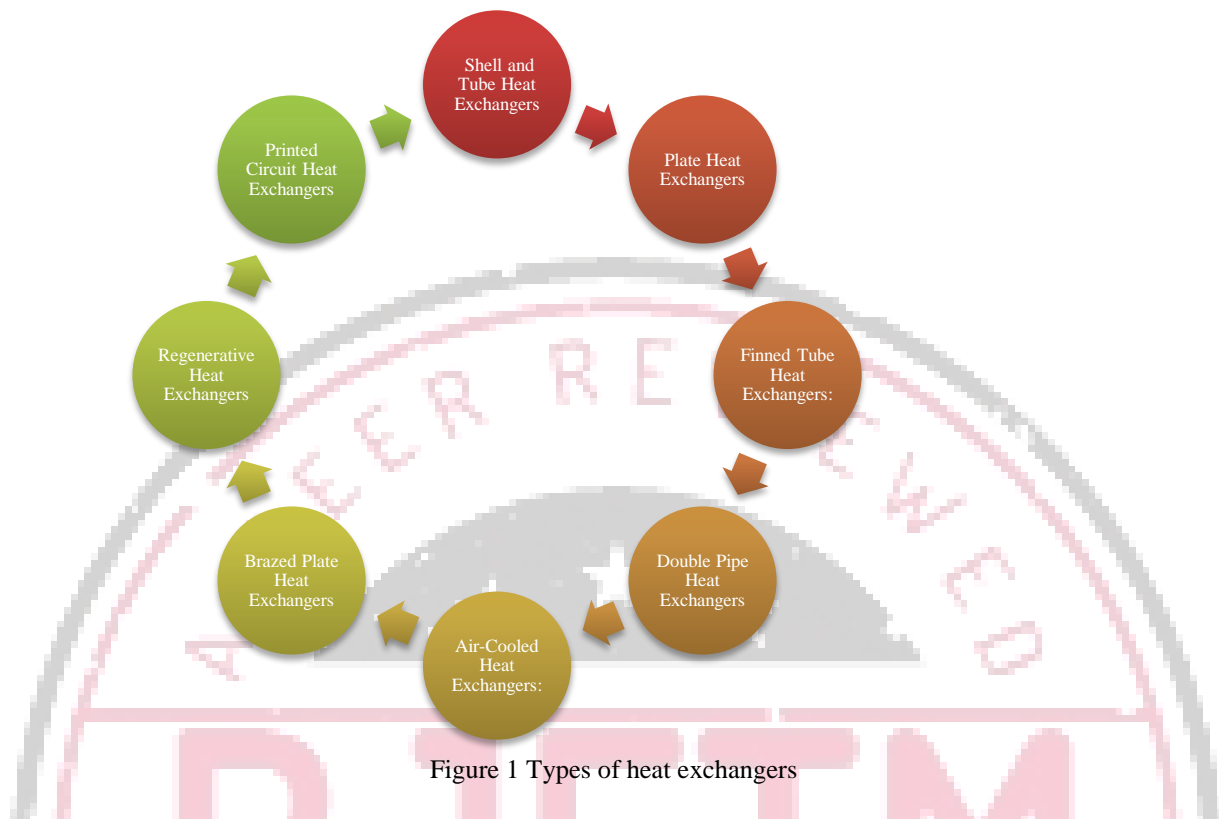 Shell and
Tube Heat
Exchangers
Plate Heat
Exchangers
Finned Tube
Heat
Exchangers:
Double Pipe
Heat
Exchangers
Air-Cooled
Heat
Exchangers:
Brazed Plate
Heat
Exchangers
Regenerative
Heat
Exchangers
Printed
Circuit Heat
Exchangers
Figure 1 Types of heat exchangers